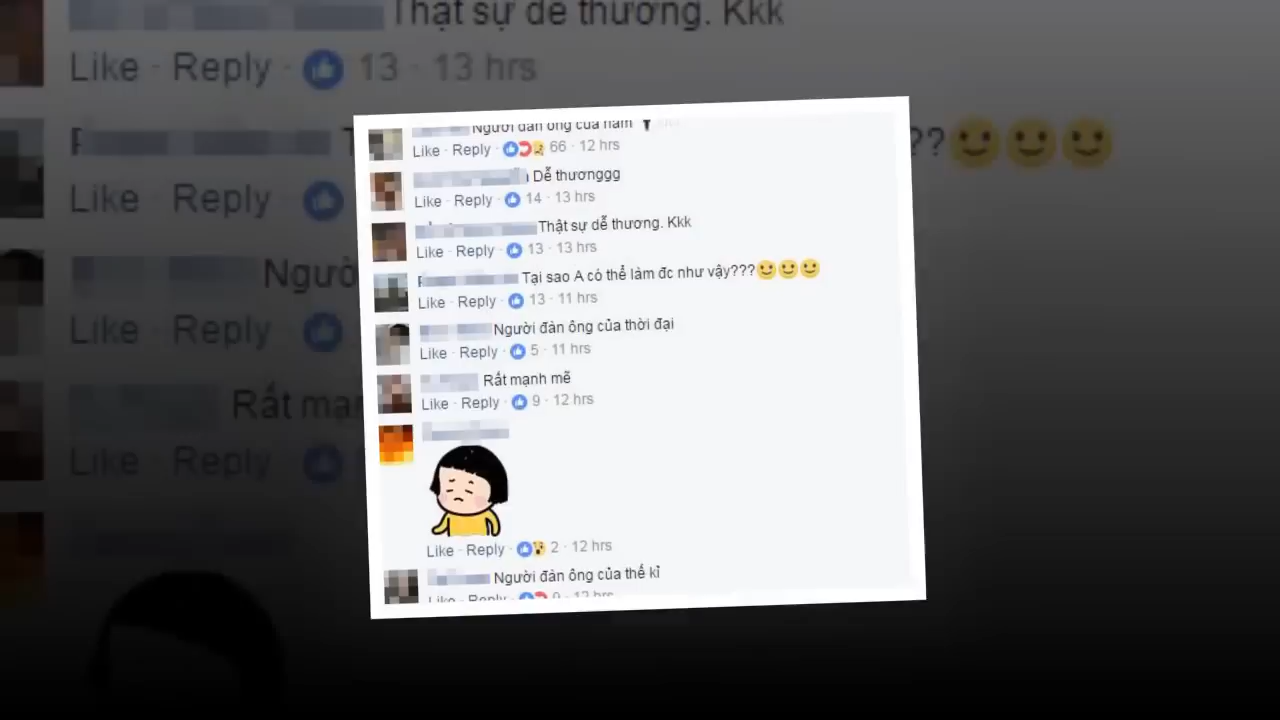 Thật sự dễ thương. Kkk
Like · Reply · 13 · 13 hrs
??
Like · Reply ·
Ngườ
Like · Reply ·
Rất mạ
Like · Reply ·
Người đàn ông của năm
Like · Reply · 66 · 12 hrs
Dễ thươnggg
Like · Reply · 14 · 13 hrs
Thật sự dễ thương. Kkk
Like · Reply · 13 · 13 hrs
Tại sao A có thể làm đc như vậy???
Like · Reply · 13 · 11 hrs
Người đàn ông của thời đại
Like · Reply · 5 · 11 hrs
Rất mạnh mẽ
Like · Reply · 9 · 12 hrs
Like · Reply · 2 · 12 hrs
Người đàn ông của thế kỉ
Like · Reply · 9 · 12 hrs